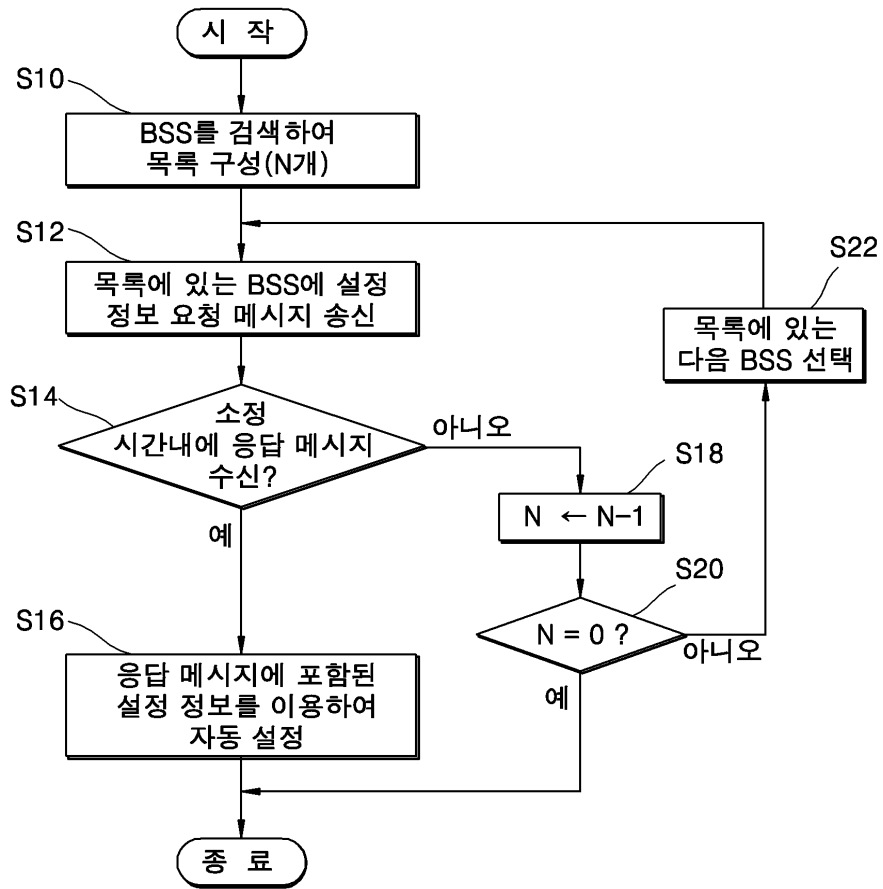 시 작
S10
BSS를 검색하여
목록 구성(N개)
S12
목록에 있는 BSS에 설정
정보 요청 메시지 송신
S22
목록에 있는
다음 BSS 선택
S14
소정
시간내에 응답 메시지
수신?
아니오
예
S18
N ← N-1
S20
N = 0 ?
아니오
예
S16
응답 메시지에 포함된
설정 정보를 이용하여
자동 설정
종 료